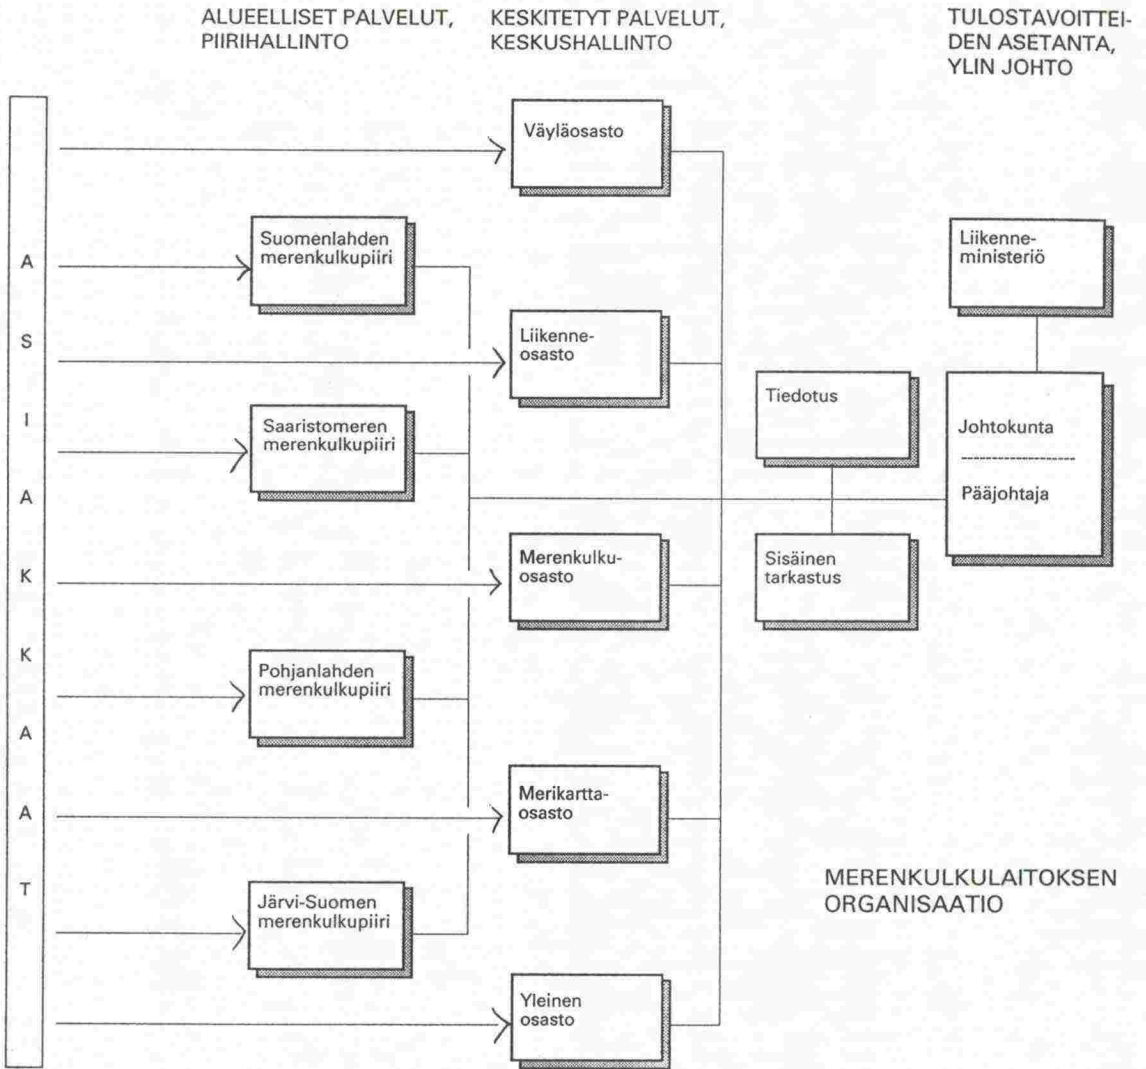 ALUEELLISET PALVELUT,
PIIRIHALLINTO
KESKITETYT PALVELUT,
KESKUSHALLINTO
TULOSTAVOITTEI-
DEN ASETANTA,
YLIN JOHTO
ASIAKKAAT
Väyläosasto
Suomenlahden
merenkulkupiiri
Liikenne-
osasto
Saaristomeren
merenkulkupiiri
Merenkulku-
osasto
Pohjanlahden
merenkulkupiiri
Merikartta-
osasto
Järvi-Suomen
merenkulkupiiri
Yleinen
osasto
Tiedotus
Sisäinen
tarkastus
Liikenne-
ministeriö
Johtokunta
Pääjohtaja
MERENKULKULAITOKSEN
ORGANISAATIO